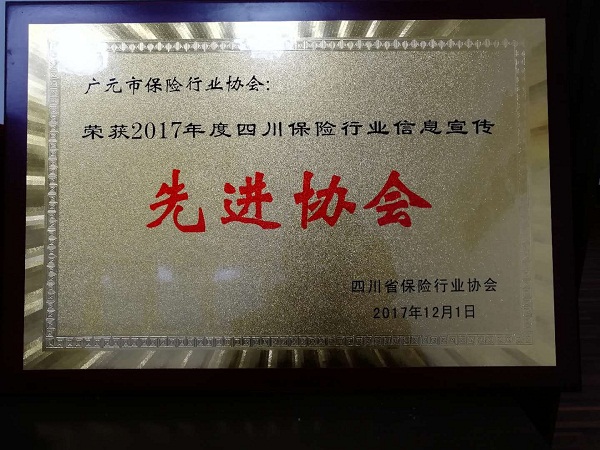 广元市保险行业协会:
荣获2017年度四川保险行业信息宣传
先进协会
四川省保险行业协会
2017年12月1日